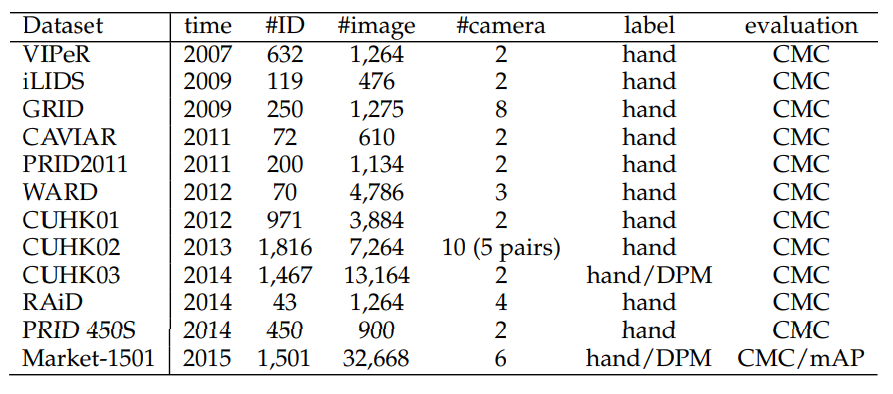 Dataset time #ID #image #camera label evaluation
VIPeR 2007 632 1,264 2 hand CMC
iLIDS 2009 119 476 2 hand CMC
GRID 2009 250 1,275 8 hand CMC
CAVIAR 2011 72 610 2 hand CMC
PRID2011 2011 200 1,134 2 hand CMC
WARD 2012 70 4,786 3 hand CMC
CUHK01 2012 971 3,884 2 hand CMC
CUHK02 2013 1,816 7,264 10 (5 pairs) hand CMC
CUHK03 2014 1,467 13,164 2 hand/DPM CMC
RAiD 2014 43 1,264 4 hand CMC
PRID 450S 2014 450 900 2 hand CMC
Market-1501 2015 1,501 32,668 6 hand/DPM CMC/mAP